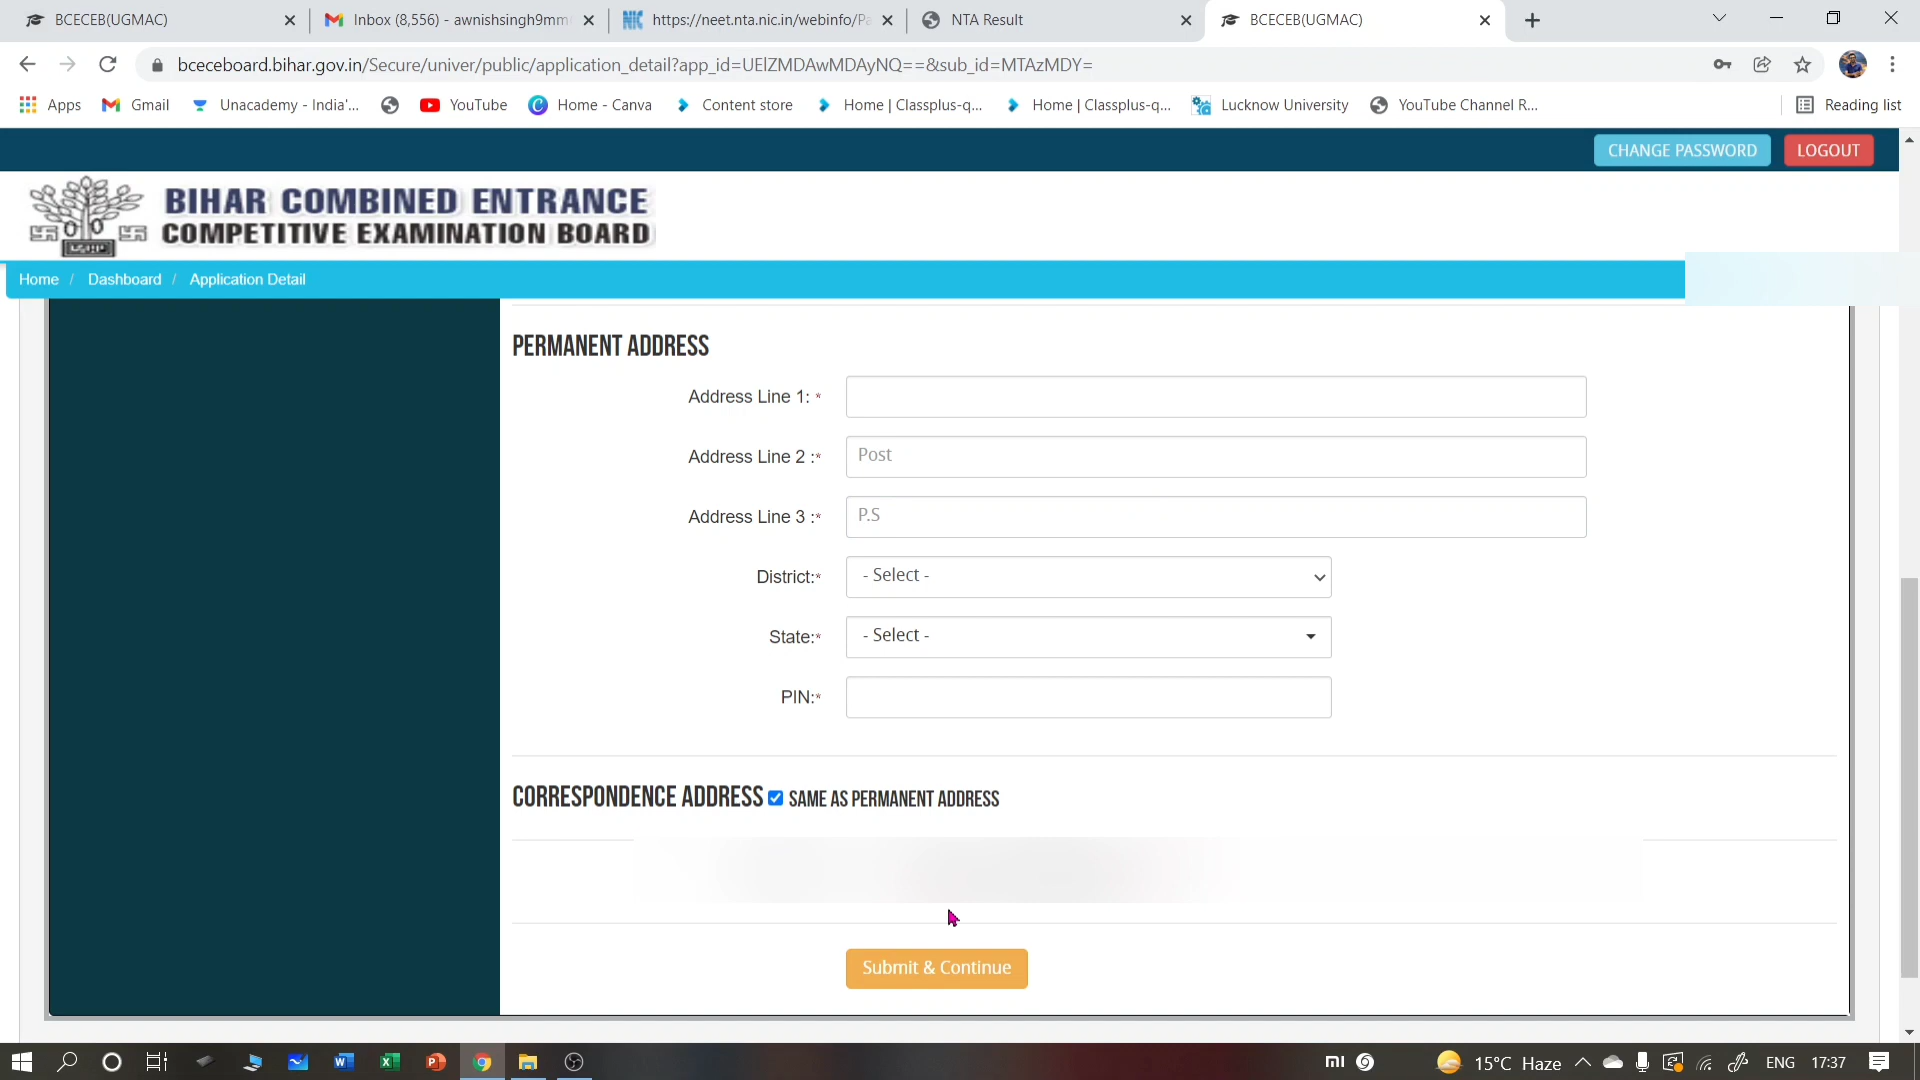 BCECEB(UGMAC)
Inbox (8,556) - awnishsingh9mm
https://neet.nta.nic.in/webinfo/Pa
NTA Result
BCECEB(UGMAC)
bceceboard.bihar.gov.in/Secure/univer/public/application_detail?app_id=UElZMDAwMDAyNQ==&sub_id=MTAzMDY=
Apps
Gmail
Unacademy - India'...
YouTube
Home - Canva
Content store
Home | Classplus-q...
Home | Classplus-q...
Lucknow University
YouTube Channel R...
Reading list
CHANGE PASSWORD
LOGOUT
BIHAR COMBINED ENTRANCE
COMPETITIVE EXAMINATION BOARD
Home / Dashboard / Application Detail
PERMANENT ADDRESS
Address Line 1: *
Address Line 2 :*
Post
Address Line 3 :*
P.S
District:*
- Select -
State:*
- Select -
PIN:*
CORRESPONDENCE ADDRESS SAME AS PERMANENT ADDRESS
Submit & Continue
15°C Haze
ENG
17:37